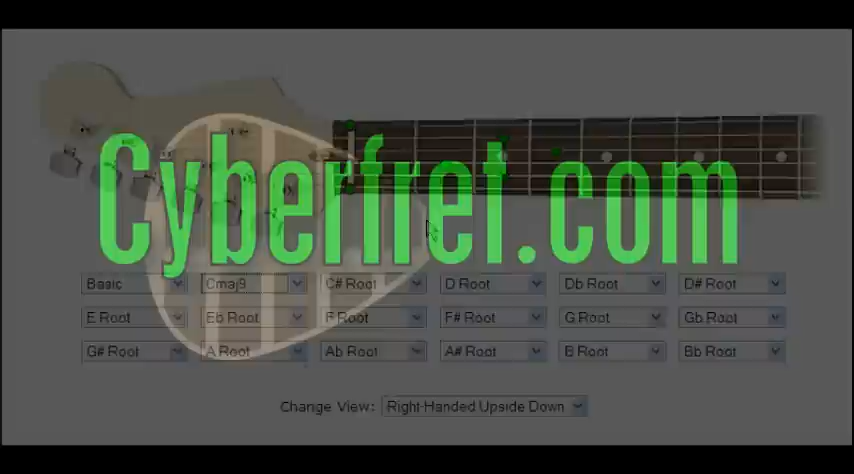 Cyberfret.com
Basic Cmaj9 C# Root D Root Db Root D# Root
E Root Eb Root F Root F# Root G Root Gb Root
G# Root A Root Ab Root A# Root B Root Bb Root
Change View: Right-Handed Upside Down